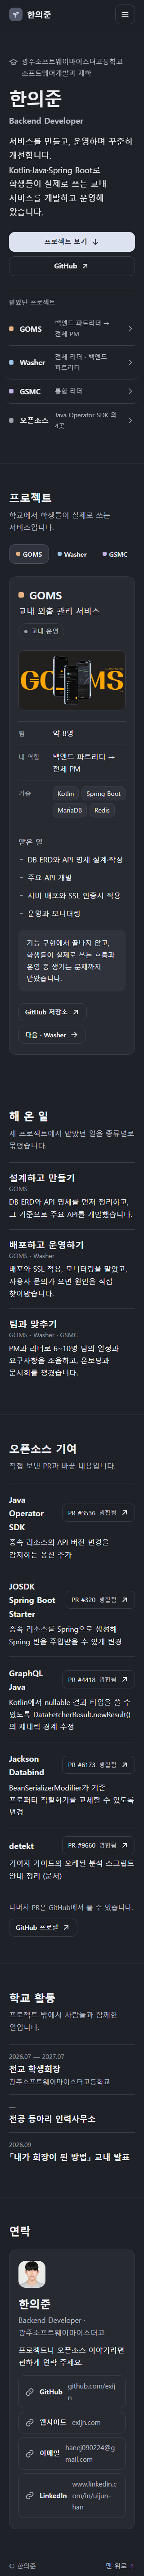 한의준
광주소프트웨어마이스터고등학교
소프트웨어개발과 재학
한의준
Backend Developer
서비스를 만들고, 운영하며 꾸준히
개선합니다.
Kotlin·Java·Spring Boot로
학생들이 실제로 쓰는 교내
서비스를 개발하고 운영해
왔습니다.
프로젝트 보기 ↓
GitHub ↗
맡았던 프로젝트
GOMS 백엔드 파트리더 →
전체 PM
Washer 전체 리더 · 백엔드
파트리더
GSMC 통합 리더
오픈소스 Java Operator SDK 외
4곳
프로젝트
학교에서 학생들이 실제로 쓰는
서비스입니다.
GOMS Washer GSMC
GOMS
교내 외출 관리 서비스
교내 운영
GOMS
팀 약 8명
내 역할 백엔드 파트리더 →
전체 PM
기술 Kotlin Spring Boot
MariaDB Redis
맡은 일
– DB ERD와 API 명세 설계·작성
– 주요 API 개발
– 서버 배포와 SSL 인증서 적용
– 운영과 모니터링
기능 구현에서 끝나지 않고,
학생들이 실제로 쓰는 흐름과
운영 중 생기는 문제까지
맡았습니다.
GitHub 저장소 ↗
다음 · Washer →
해 온 일
세 프로젝트에서 맡았던 일을 종류별로
묶었습니다.
설계하고 만들기
GOMS
DB ERD와 API 명세를 먼저 정리하고,
그 기준으로 주요 API를 개발했습니다.
배포하고 운영하기
GOMS · Washer
배포와 SSL 적용, 모니터링을 맡았고,
사용자 문의가 오면 원인을 직접
찾아봤습니다.
팀과 맞추기
GOMS · Washer · GSMC
PM과 리더로 6~10명 팀의 일정과
요구사항을 조율하고, 온보딩과
문서화를 챙겼습니다.
오픈소스 기여
직접 보낸 PR과 바꾼 내용입니다.
Java
Operator
SDK
PR #3536 병합됨 ↗
종속 리소스의 API 버전 변경을
감지하는 옵션 추가
JOSDK
Spring Boot
Starter
PR #320 병합됨 ↗
종속 리소스를 Spring으로 생성해
Spring 빈을 주입받을 수 있게 변경
GraphQL
Java
PR #4418 병합됨 ↗
Kotlin에서 nullable 결과 타입을 쓸 수
있도록 DataFetcherResult.newResult()
의 제네릭 경계 수정
Jackson
Databind
PR #6173 병합됨 ↗
BeanSerializerModifier가 기존
프로퍼티 직렬화기를 교체할 수 있도록
변경
detekt PR #9660 병합됨 ↗
기여자 가이드의 오래된 분석 스크립트
안내 정리 (문서)
나머지 PR은 GitHub에서 볼 수 있습니다.
GitHub 프로필 ↗
학교 활동
프로젝트 밖에서 사람들과 함께한
일입니다.
2026.07 — 2027.07
전교 학생회장
광주소프트웨어마이스터고등학교
—
전공 동아리 인력사무소
2026.09
「내가 회장이 된 방법」 교내 발표
연락
한의준
Backend Developer ·
광주소프트웨어마이스터고
프로젝트나 오픈소스 이야기라면
편하게 연락 주세요.
GitHub github.com/exij
n
웹사이트 exijn.com
이메일 hanej090224@g
mail.com
LinkedIn www.linkedin.c
om/in/uijun-
han
© 한의준 맨 위로 ↑